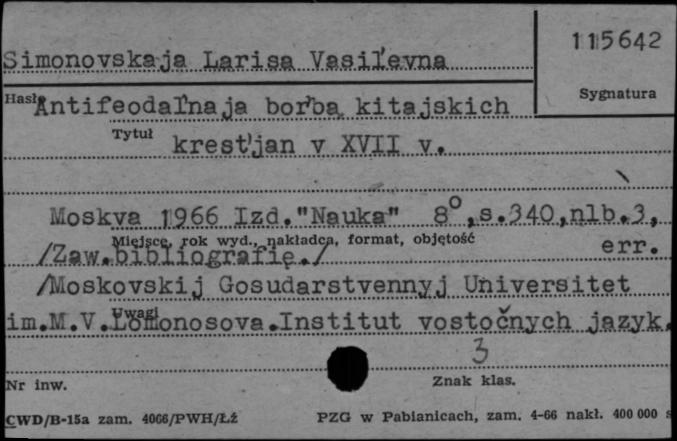 115642
Simonovskaja Larisa Vasil'evna
Sygnatura
Hasło
Antifeodal'naja bor'ba kitajskich
Tytuł
krest'jan v XVII v.
Moskva 1966 Izd."Nauka" 8°,s.340,nlb.3,
Miejsce, rok wyd., nakładca, format, objętość
err.
/Zaw.bibliografię./
/Moskovskij Gosudarstvennyj Universitet
Uwagi
im.M.V.Lomonosova.Institut vostočnych jazyk.
3
Nr inw.
Znak klas.
CWD/B-15a zam. 4066/PWH/Łż
PZG w Pabianicach, zam. 4-66 nakł. 400 000 s